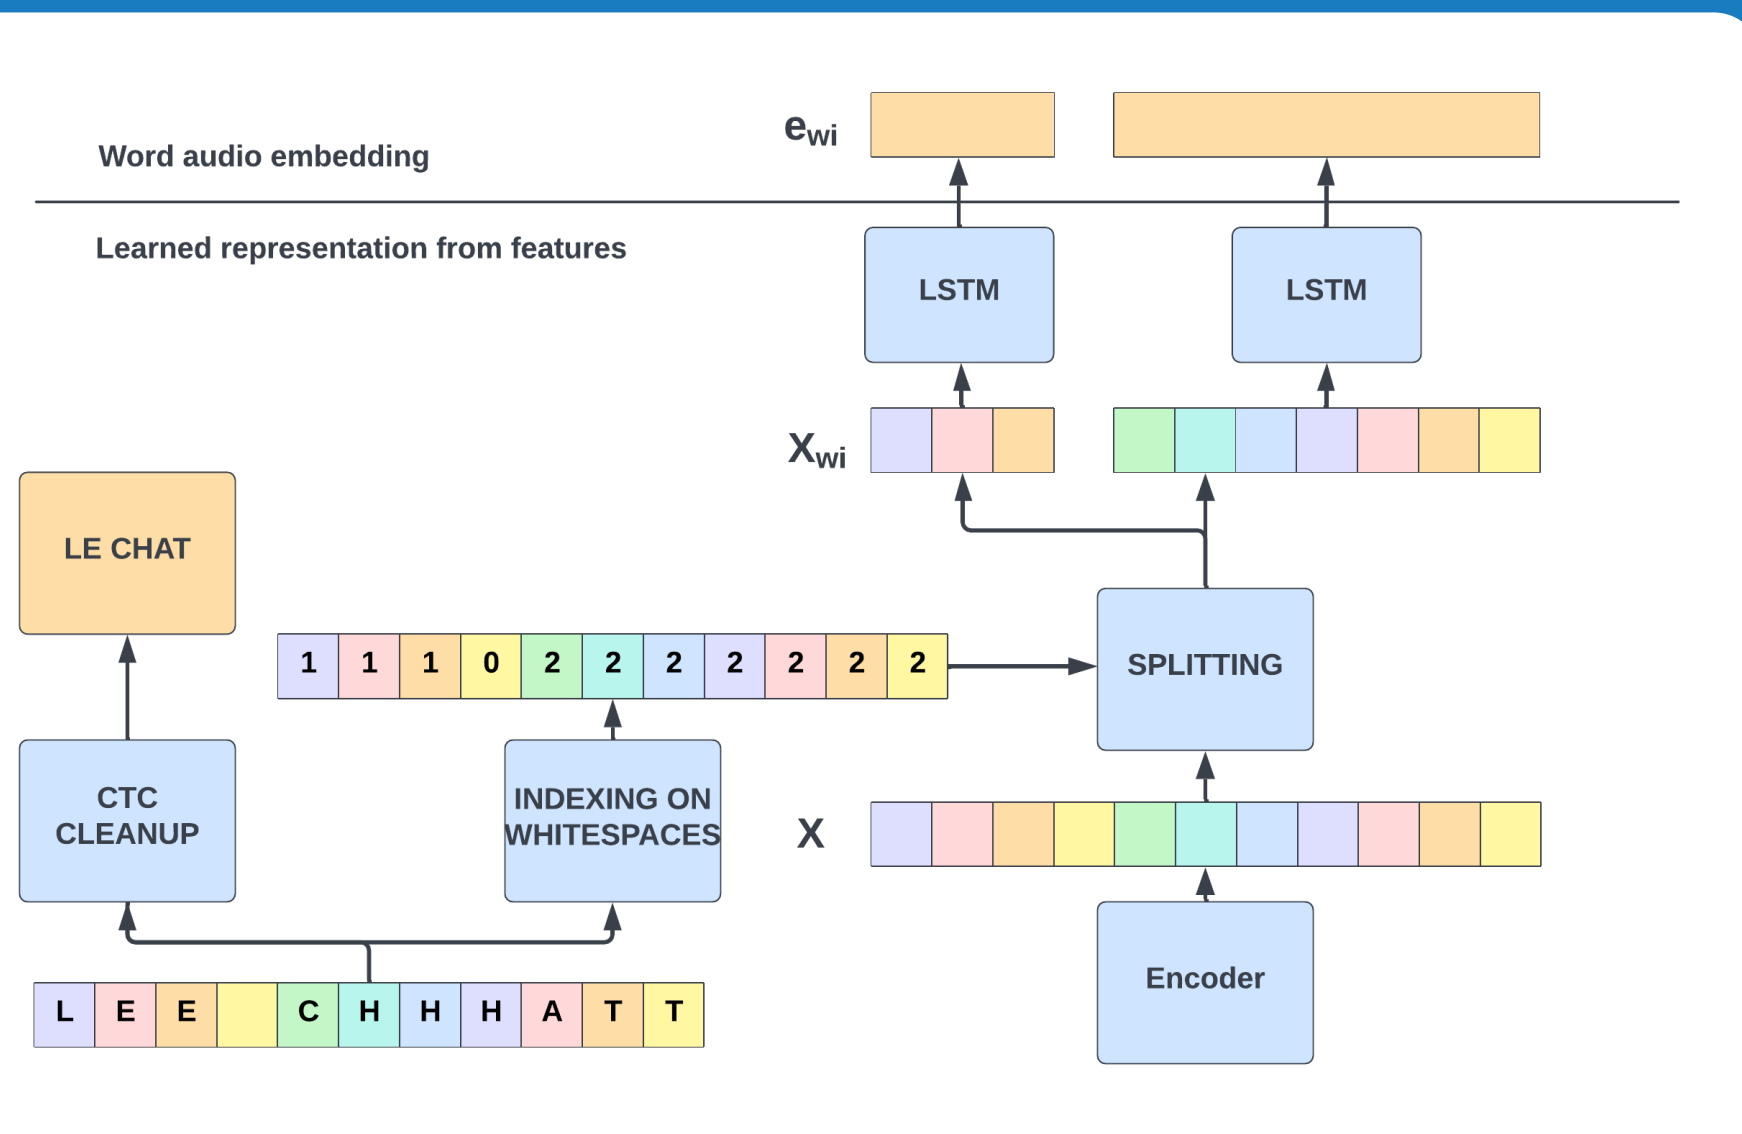 e_wi
Word audio embedding
Learned representation from features
LSTM
LSTM
X_wi
LE CHAT
1 1 1 0 2 2 2 2 2 2 2
SPLITTING
CTC
CLEANUP
INDEXING ON
WHITESPACES
X
Encoder
L E E C H H H A T T